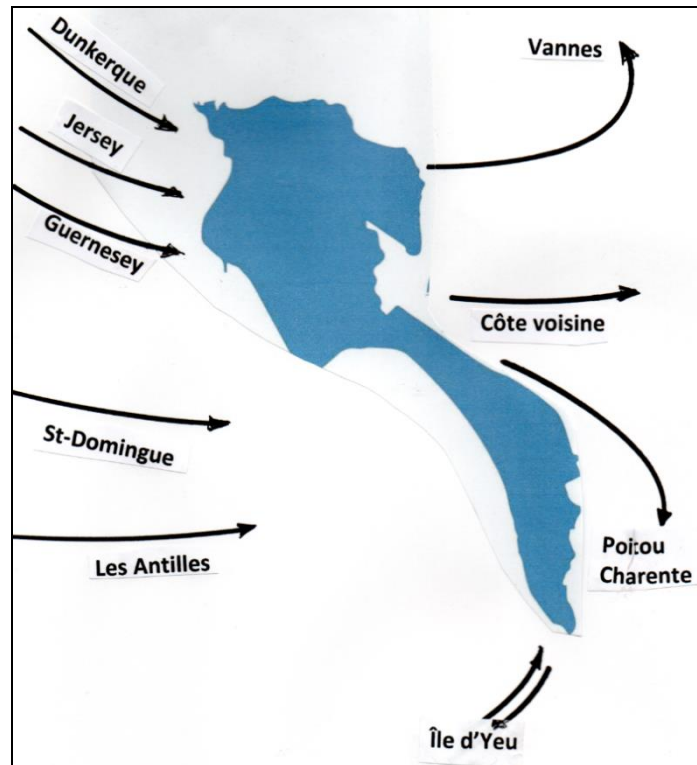 Dunkerque
Vannes
Jersey
Guernesey
Côte voisine
St-Domingue
Les Antilles
Poitou
Charente
Île d'Yeu